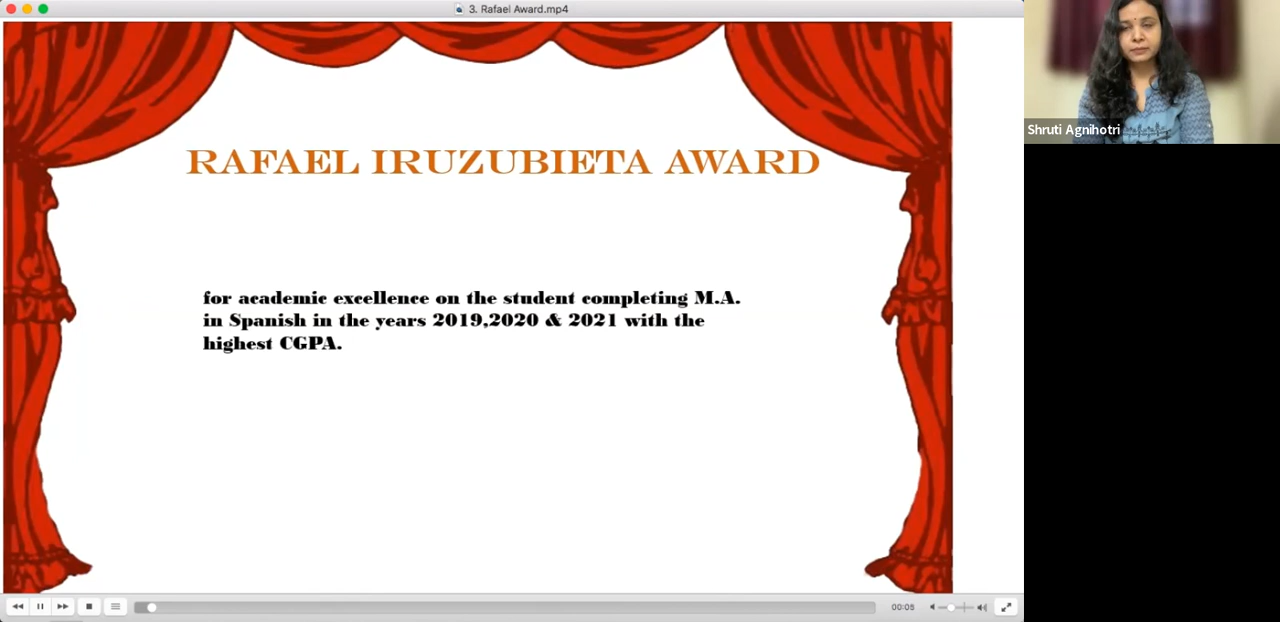 3. Rafael Award.mp4
RAFAEL IRUZUBIETA AWARD
for academic excellence on the student completing M.A.
in Spanish in the years 2019,2020 & 2021 with the
highest CGPA.
Shruti Agnihotri
00:05